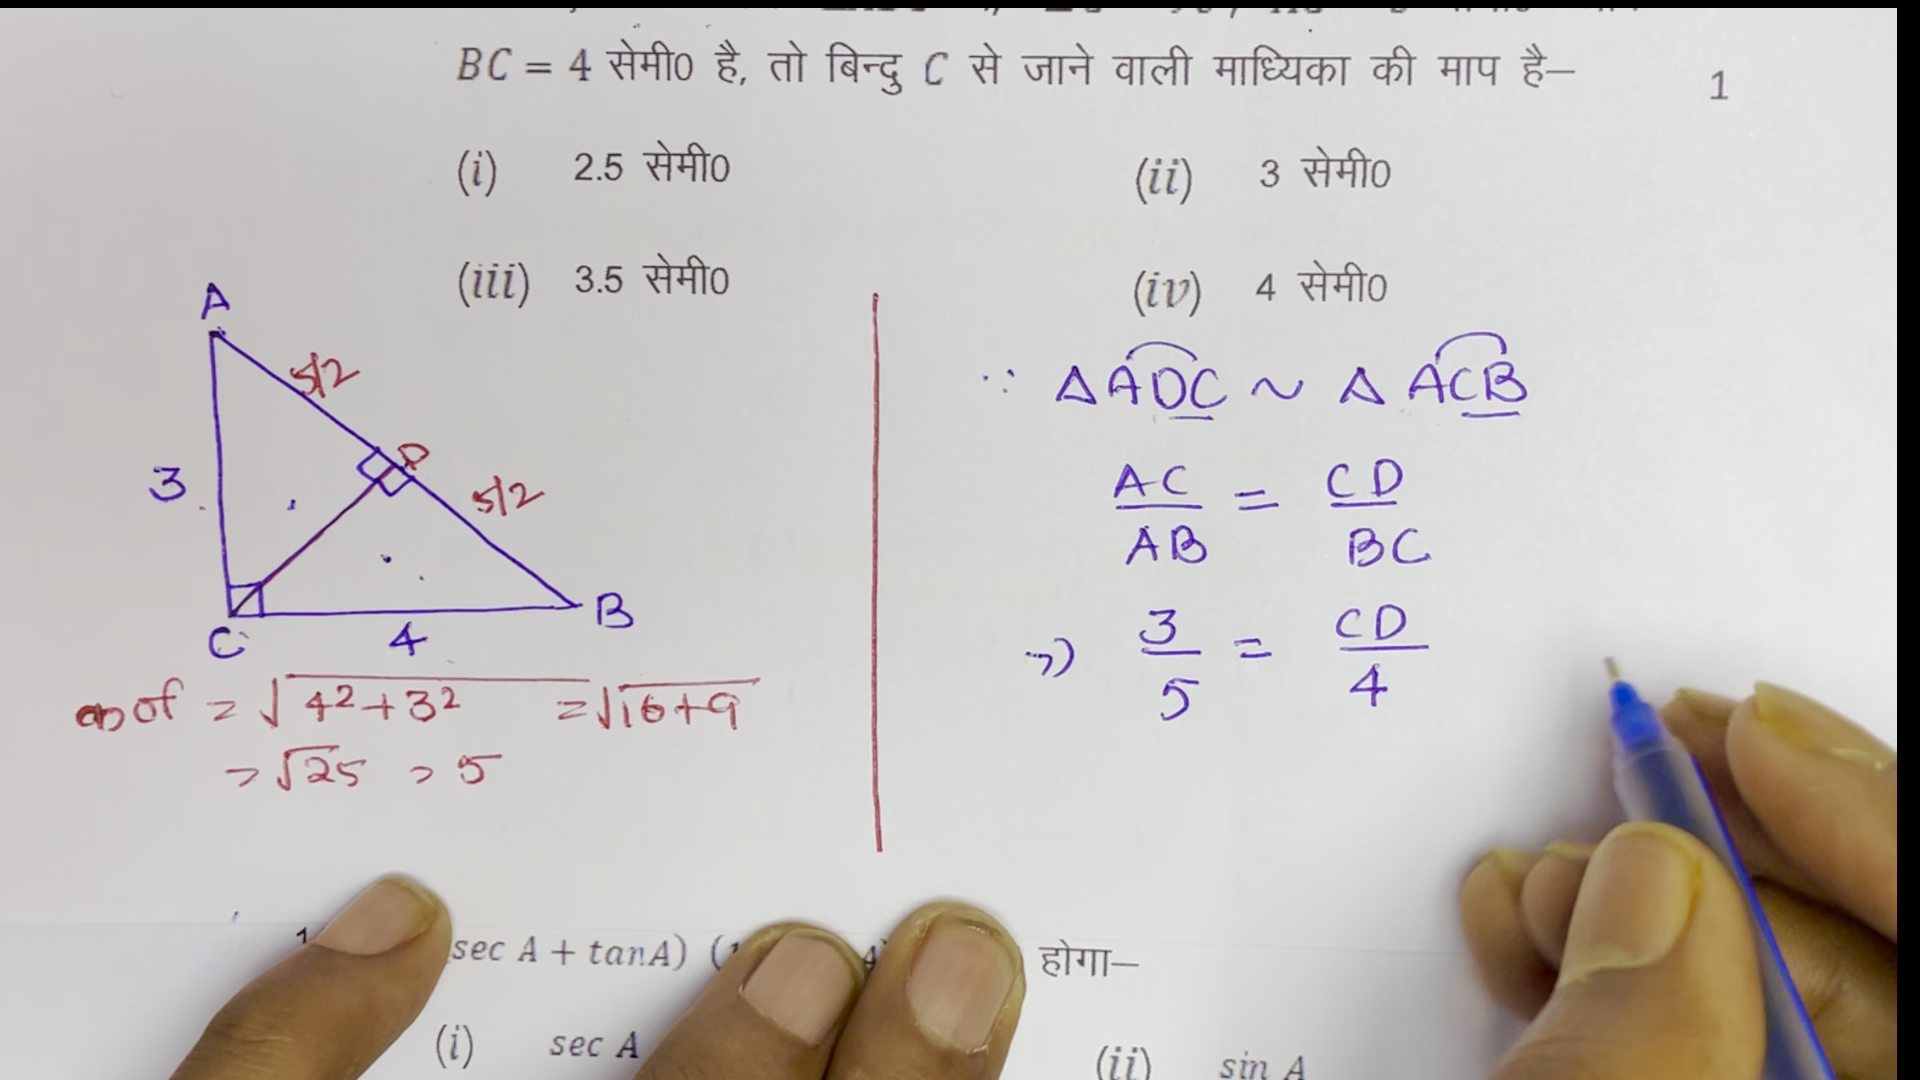 BC = 4 सेमी0 है, तो बिन्दु C से जाने वाली माध्यिका की माप है— 1
(i) 2.5 सेमी0 (ii) 3 सेमी0
(iii) 3.5 सेमी0 (iv) 4 सेमी0
A
5/2
D
3
5/2
C
4
B
of = √4²+3² = √16+9
= √25 = 5
∵ ΔADC ~ Δ ACB
AC/AB = CD/BC
⇒ 3/5 = CD/4
sec A + tanA) ( होगा—
(i) sec A (ii) sin A